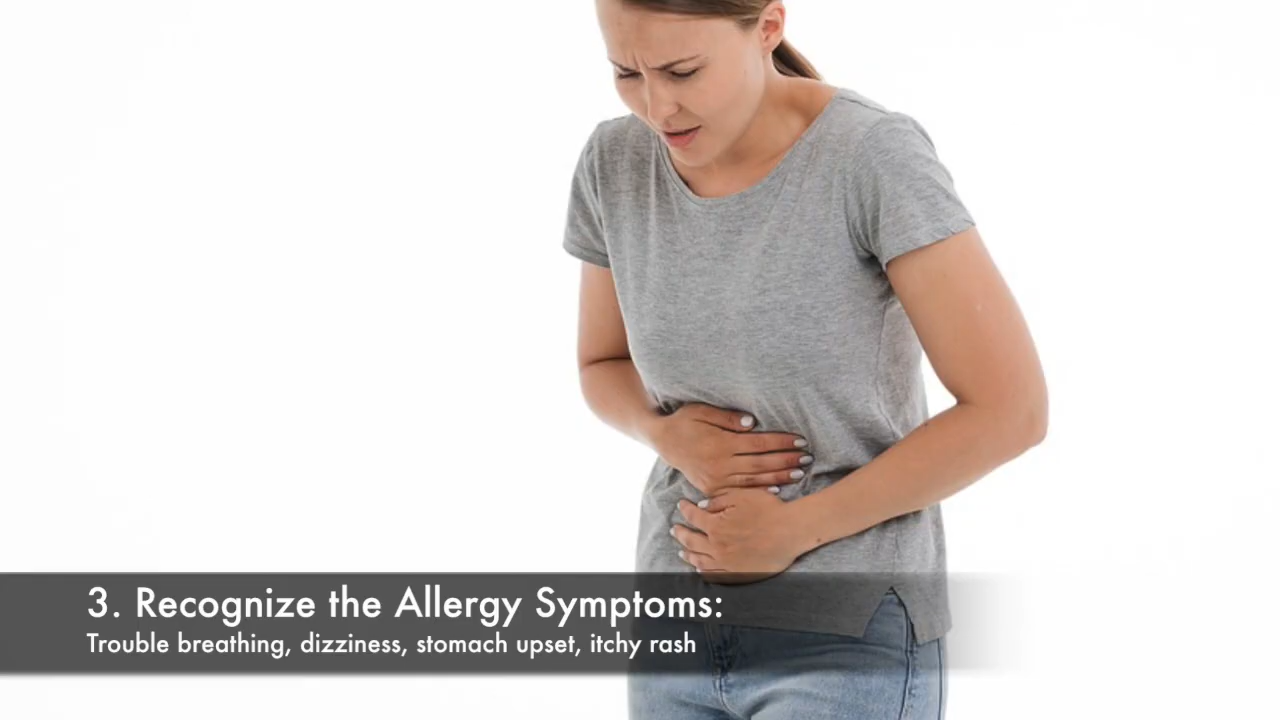 3. Recognize the Allergy Symptoms:
Trouble breathing, dizziness, stomach upset, itchy rash